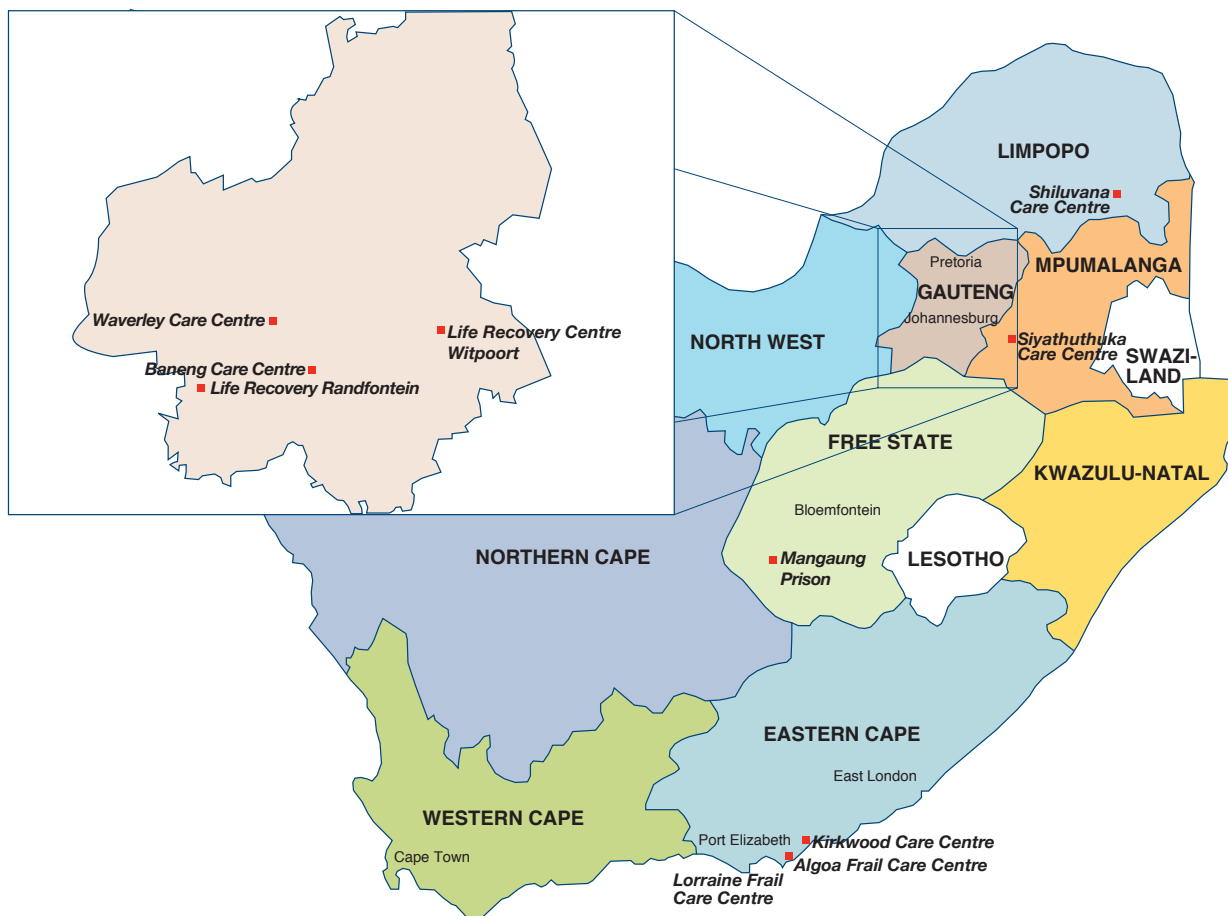 LIMPOPO
Shiluvana
Care Centre
Pretoria
MPUMALANGA
GAUTENG
Johannesburg
Waverley Care Centre
Life Recovery Centre
Witpoort
NORTH WEST
Siyathuthuka
Care Centre
SWAZI-
LAND
Baneng Care Centre
Life Recovery Randfontein
FREE STATE
KWAZULU-NATAL
Bloemfontein
NORTHERN CAPE
Mangaung
Prison
LESOTHO
EASTERN CAPE
East London
WESTERN CAPE
Port Elizabeth
Kirkwood Care Centre
Cape Town
Algoa Frail Care Centre
Lorraine Frail
Care Centre